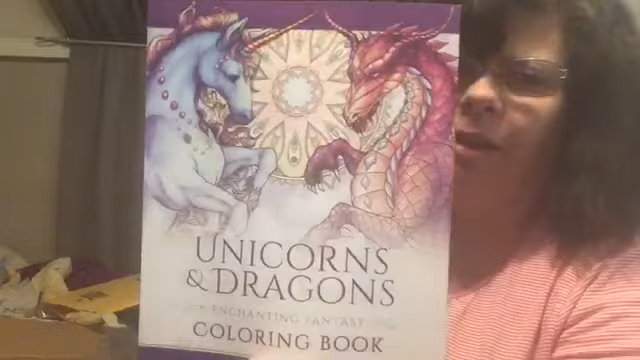 UNICORNS
& DRAGONS
ENCHANTING FANTASY
COLORING BOOK